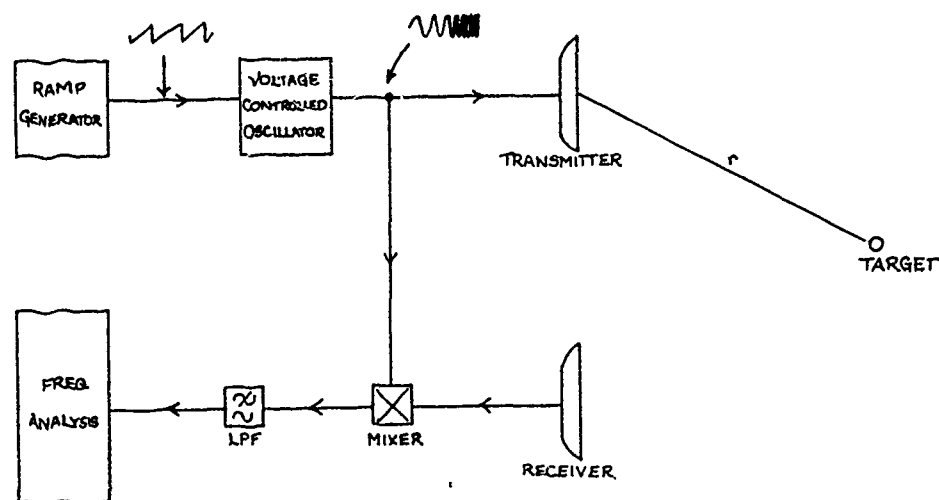 RAMP
GENERATOR
VOLTAGE
CONTROLLED
OSCILLATOR
TRANSMITTER
r
TARGET
FREQ
ANALYSIS
LPF
MIXER
RECEIVER